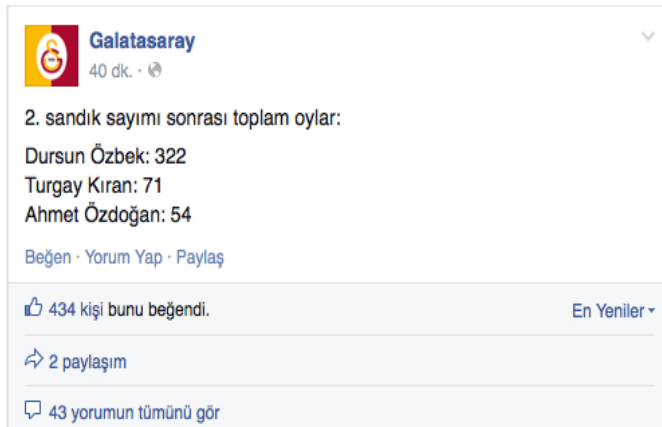 Galatasaray
40 dk. ·
2. sandık sayımı sonrası toplam oylar:
Dursun Özbek: 322
Turgay Kıran: 71
Ahmet Özdoğan: 54
Beğen · Yorum Yap · Paylaş
434 kişi bunu beğendi. En Yeniler
2 paylaşım
43 yorumun tümünü gör